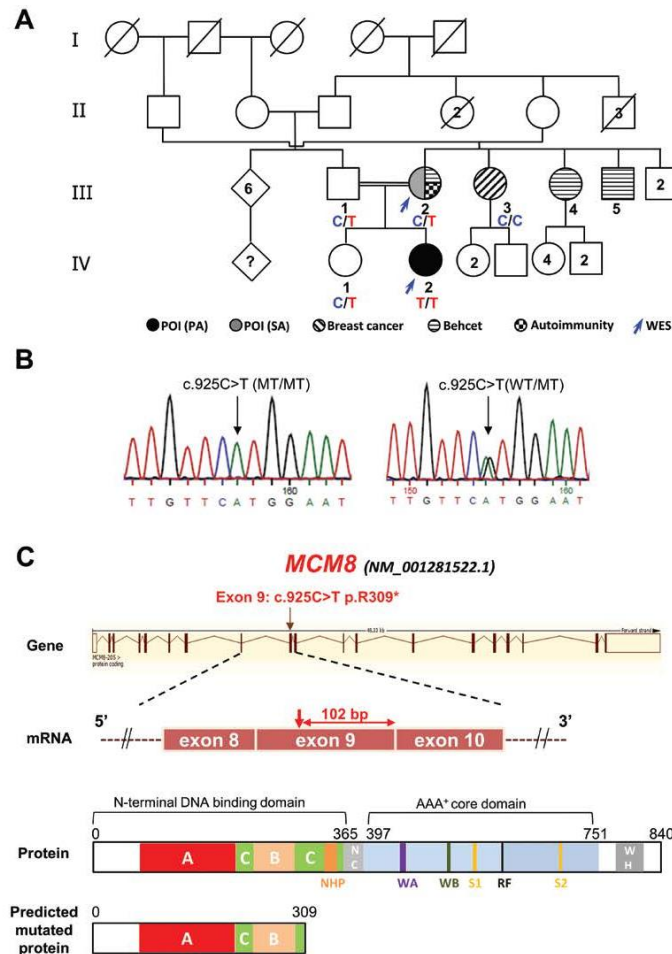 A
I
II
2
3
6
1
2
3
4
5
2
C/T
C/T
C/C
III
?
2
4
2
IV
1
2
C/T
T/T
POI (PA) POI (SA) Breast cancer Behcet Autoimmunity WES
B
c.925C>T (MT/MT) c.925C>T(WT/MT)
160 150 160
T T G T T C A T G G A A T T T G T T C A T G G A A T
C
MCM8 (NM_001281522.1)
Exon 9: c.925C>T p.R309*
Forward strand
Gene
MCM8-205 >
protein coding
102 bp
5' 3'
mRNA // exon 8 exon 9 exon 10 //
N-terminal DNA binding domain AAA+ core domain
0 365 397 751 840
Protein A C B C N C W H
NHP WA WB S1 RF S2
Predicted
mutated
protein
0 309
A C B